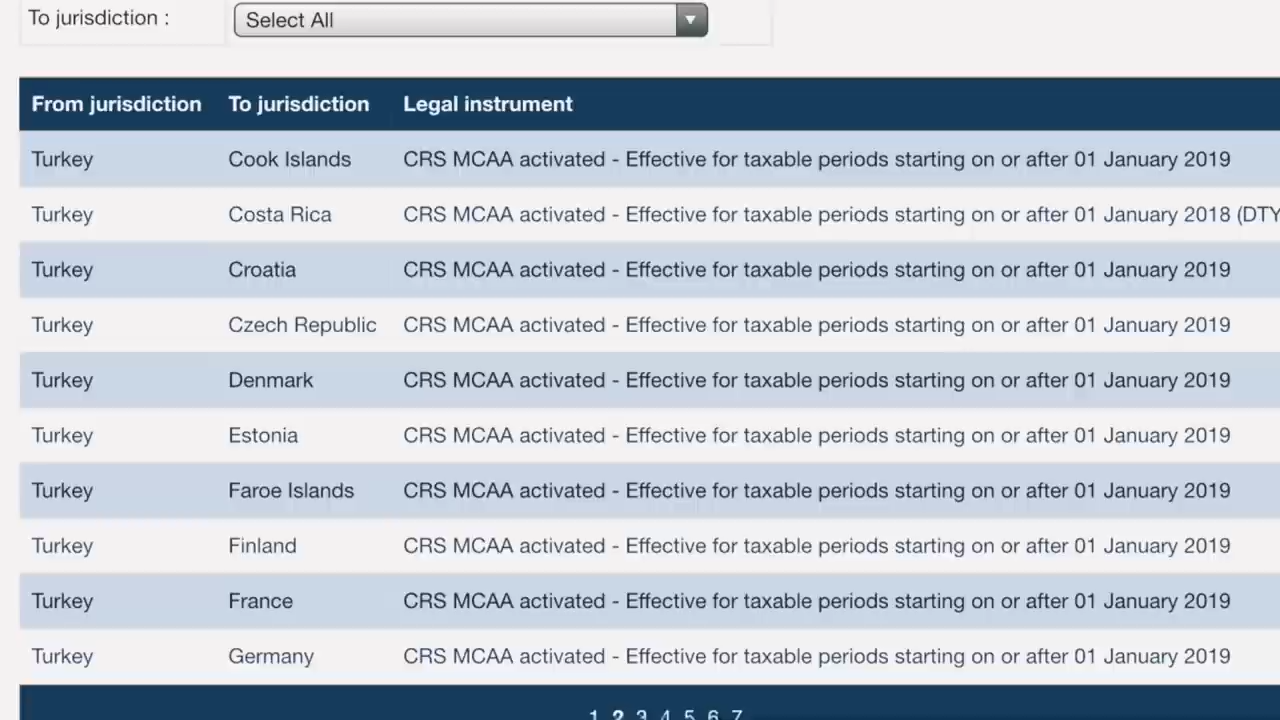 To jurisdiction :
Select All
From jurisdiction To jurisdiction Legal instrument
Turkey Cook Islands CRS MCAA activated - Effective for taxable periods starting on or after 01 January 2019
Turkey Costa Rica CRS MCAA activated - Effective for taxable periods starting on or after 01 January 2018 (DTY
Turkey Croatia CRS MCAA activated - Effective for taxable periods starting on or after 01 January 2019
Turkey Czech Republic CRS MCAA activated - Effective for taxable periods starting on or after 01 January 2019
Turkey Denmark CRS MCAA activated - Effective for taxable periods starting on or after 01 January 2019
Turkey Estonia CRS MCAA activated - Effective for taxable periods starting on or after 01 January 2019
Turkey Faroe Islands CRS MCAA activated - Effective for taxable periods starting on or after 01 January 2019
Turkey Finland CRS MCAA activated - Effective for taxable periods starting on or after 01 January 2019
Turkey France CRS MCAA activated - Effective for taxable periods starting on or after 01 January 2019
Turkey Germany CRS MCAA activated - Effective for taxable periods starting on or after 01 January 2019
1 2 3 4 5 6 7